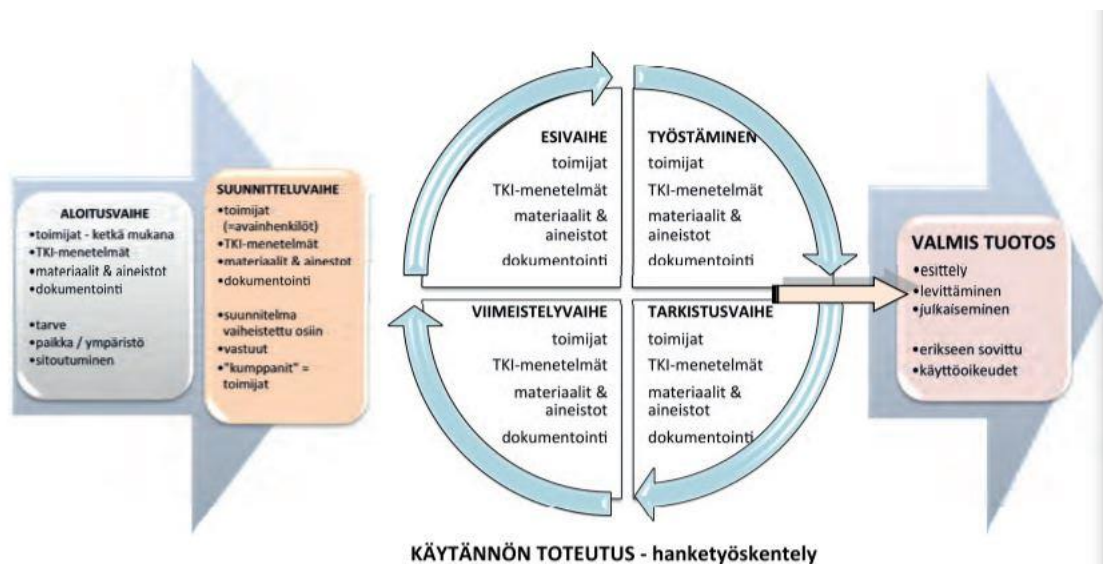 ALOITUSVAIHE
•toimijat - ketkä mukana
•TKI-menetelmät
•materiaalit & aineistot
•dokumentointi
•tarve
•paikka / ympäristö
•sitoutuminen
SUUNNITTELUVAIHE
•toimijat
(=avainhenkilöt)
•TKI-menetelmät
•materiaalit & ainestot
•dokumentointi
•suunnitelma
vaiheistettu osiin
•vastuut
•"kumppanit" =
toimijat
ESIVAIHE
toimijat
TKI-menetelmät
materiaalit &
aineistot
dokumentointi
TYÖSTÄMINEN
toimijat
TKI-menetelmät
materiaalit &
aineistot
dokumentointi
VIIMEISTELYVAIHE
toimijat
TKI-menetelmät
materiaalit &
aineistot
dokumentointi
TARKISTUSVAIHE
toimijat
TKI-menetelmät
materiaalit &
aineistot
dokumentointi
VALMIS TUOTOS
•esittely
•levittäminen
•julkaiseminen
•erikseen sovittu
•käyttöoikeudet
KÄYTÄNNÖN TOTEUTUS - hanketyöskentely